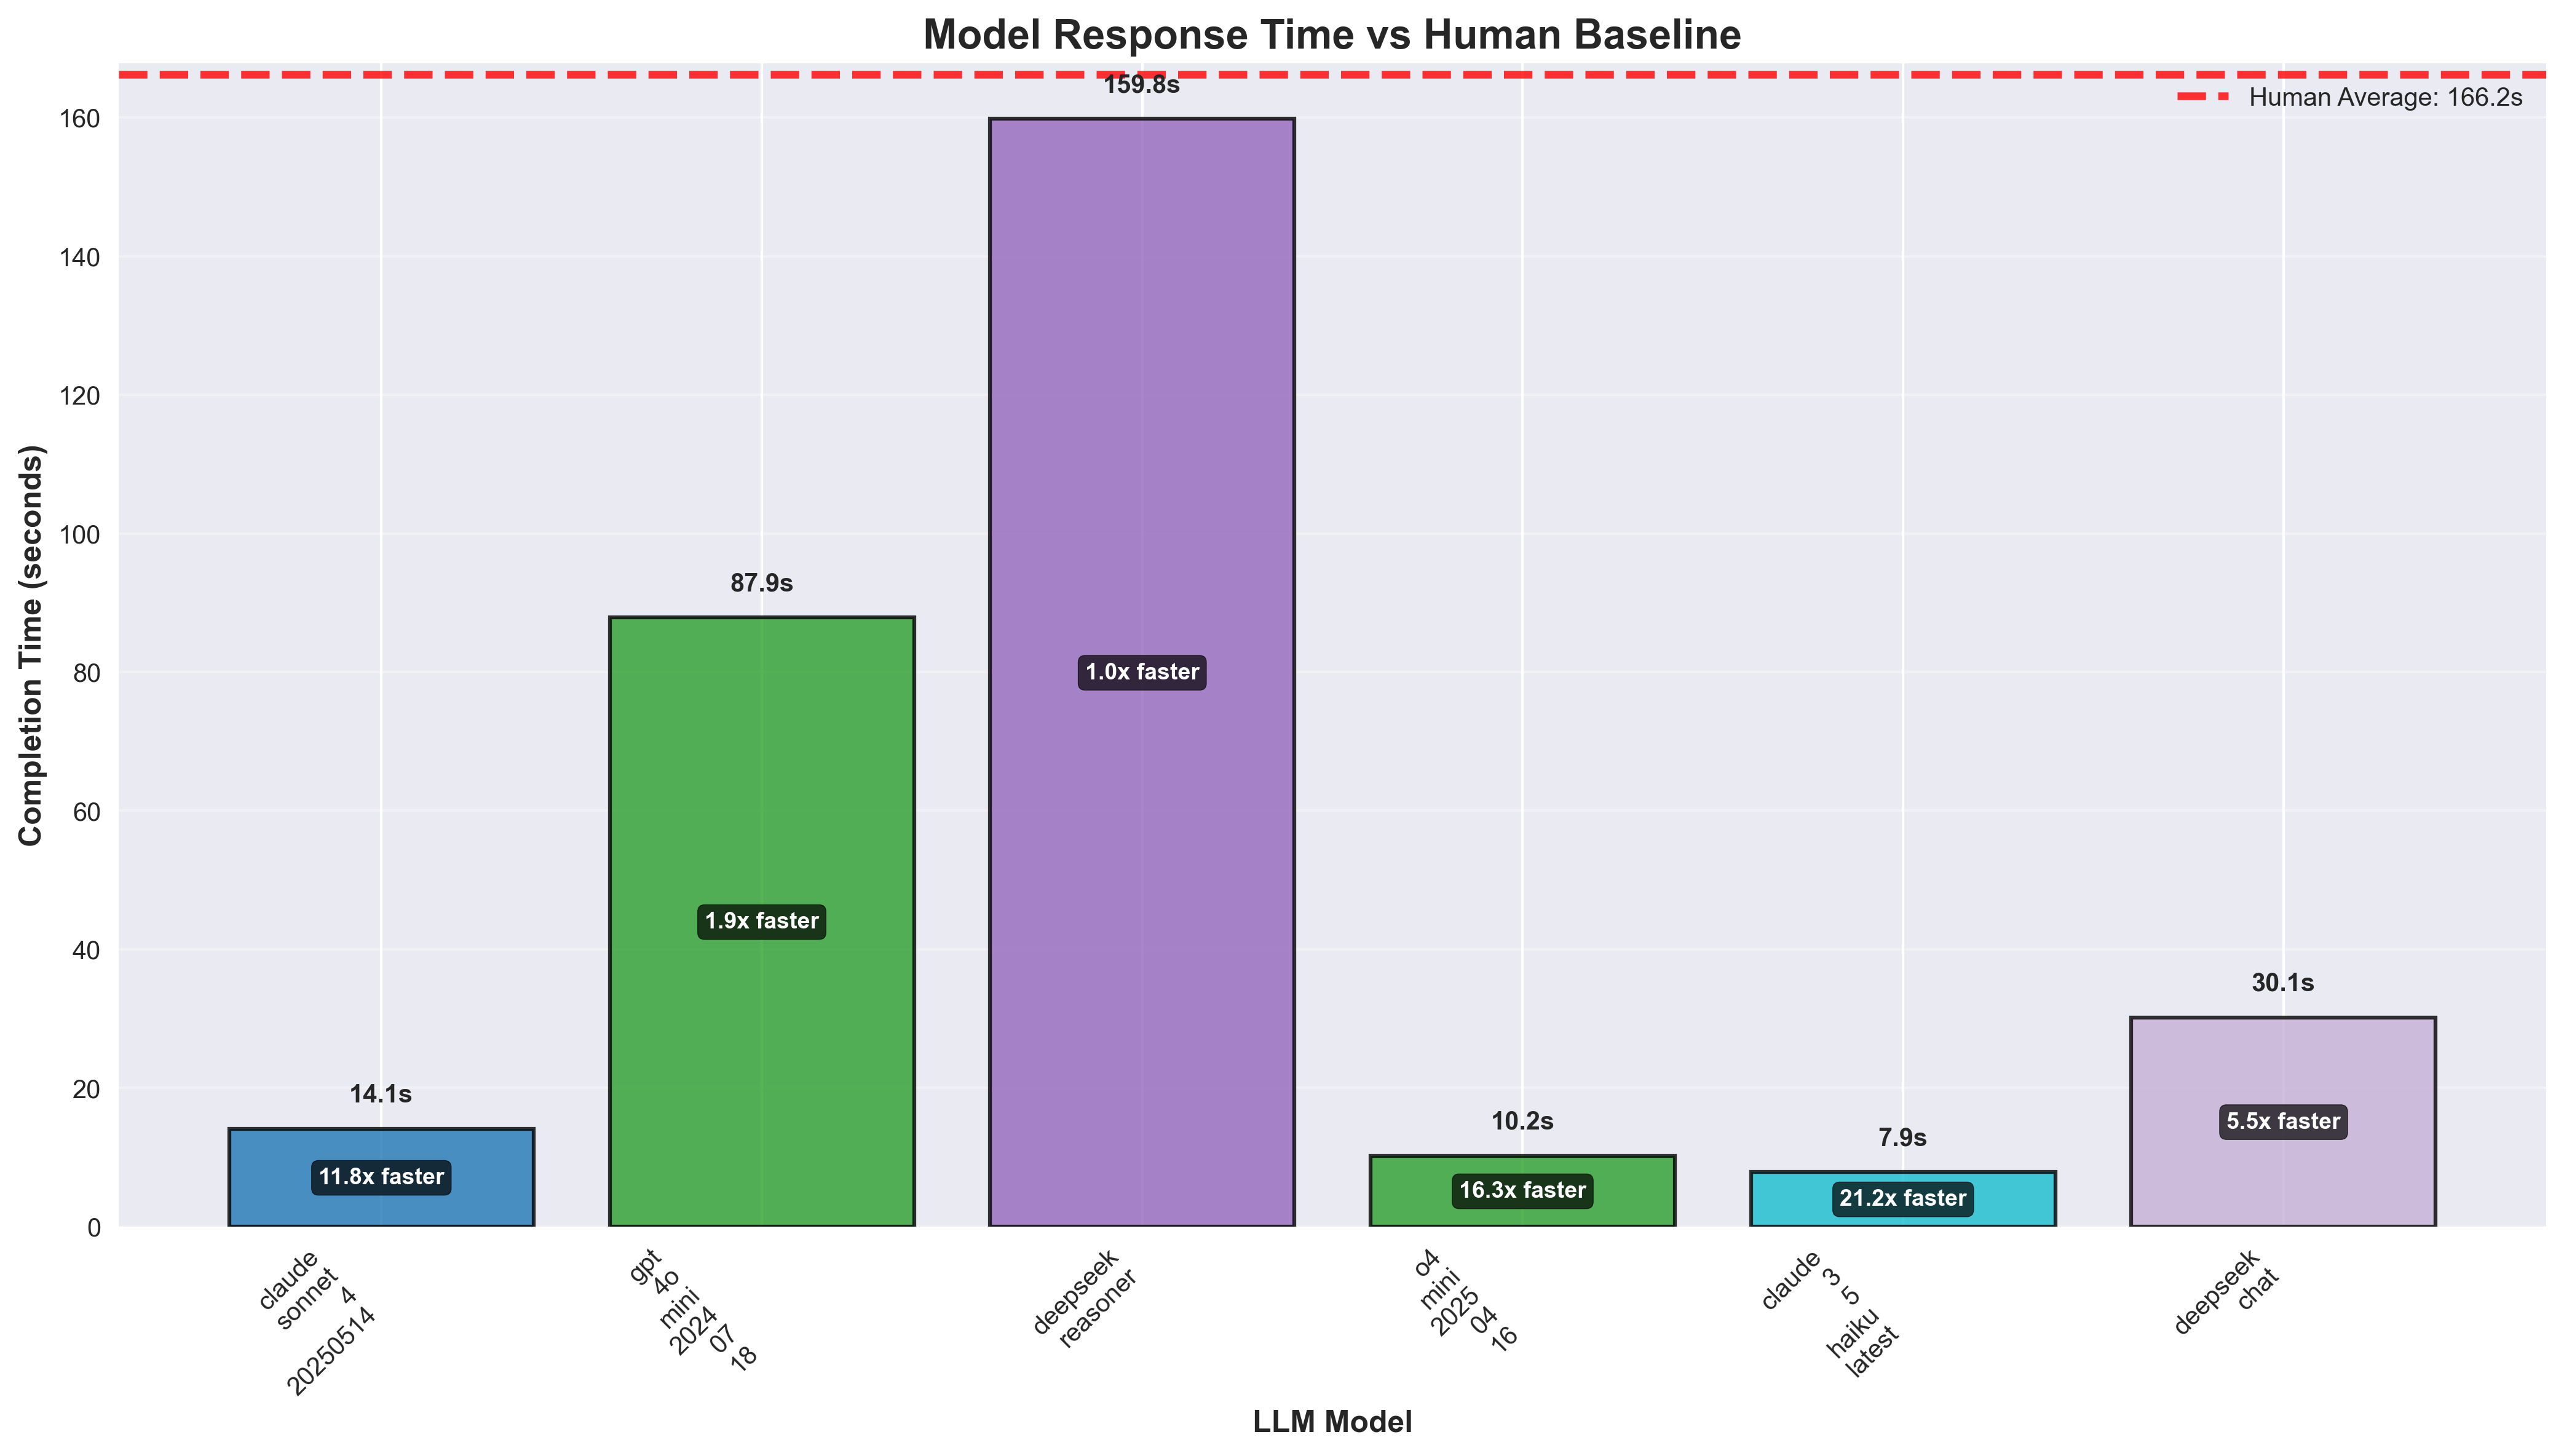 Model Response Time vs Human Baseline
Human Average: 166.2s
Completion Time (seconds)
160
140
120
100
80
60
40
20
0
14.1s
11.8x faster
87.9s
1.9x faster
159.8s
1.0x faster
10.2s
16.3x faster
7.9s
21.2x faster
30.1s
5.5x faster
claude
sonnet
4
20250514
gpt
4o
mini
2024
07
18
deepseek
reasoner
o4
mini
2025
04
16
claude
3
5
haiku
latest
deepseek
chat
LLM Model